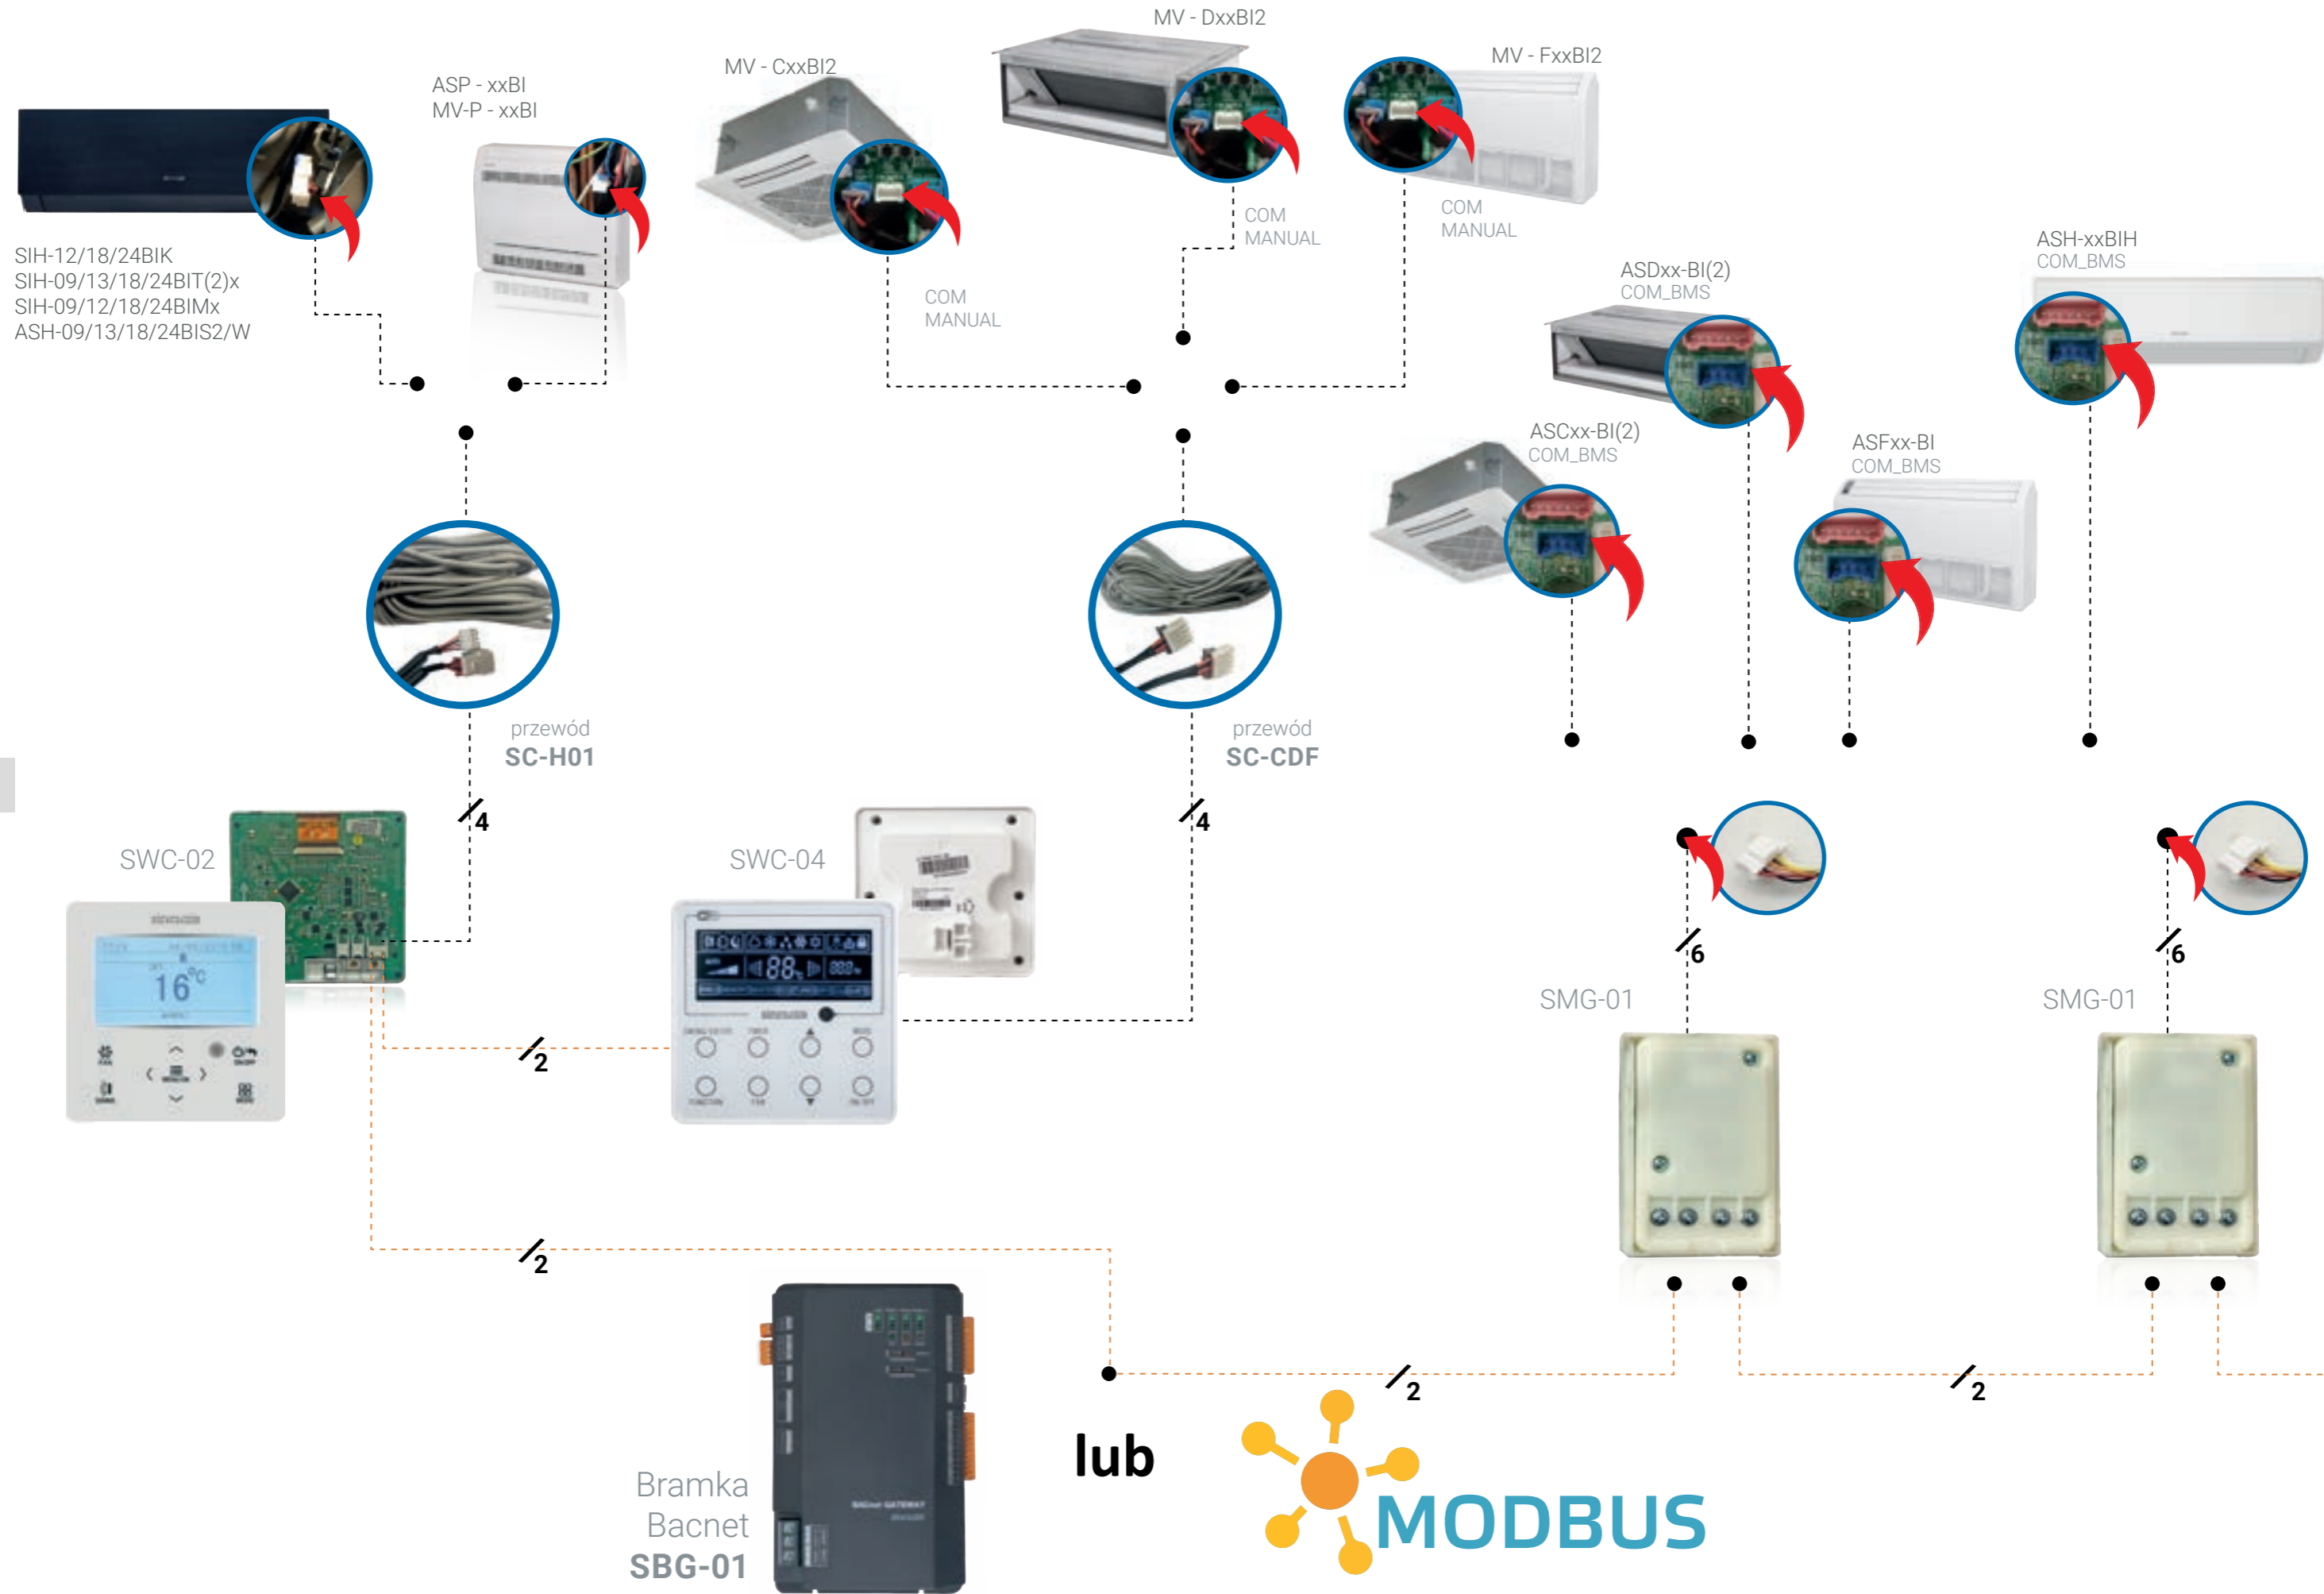 MV - DxxBI2
MV - FxxBI2
MV - CxxBI2
ASP - xxBI
MV-P - xxBI
SIH-12/18/24BIK
SIH-09/13/18/24BIT(2)x
SIH-09/12/18/24BIMx
ASH-09/13/18/24BIS2/W
COM
MANUAL
COM
MANUAL
COM
MANUAL
ASH-xxBIH
COM_BMS
ASDxx-BI(2)
COM_BMS
ASCxx-BI(2)
COM_BMS
ASFxx-BI
COM_BMS
przewód
SC-H01
przewód
SC-CDF
4
4
SWC-02
SWC-04
16°C
88
6
6
SMG-01
SMG-01
2
2
2
2
Bramka
Bacnet
SBG-01
BACnet GATEWAY
lub
MODBUS